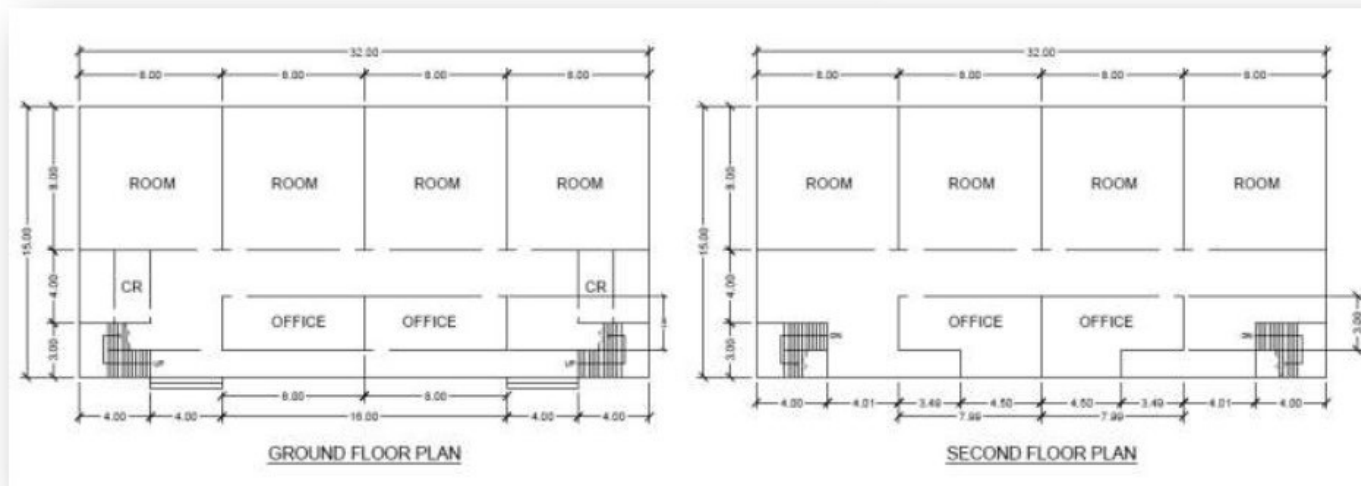 32.00
32.00
8.00 8.00 8.00 8.00
8.00 8.00 8.00 8.00
15.00
8.00
ROOM ROOM ROOM ROOM
15.00
8.00
ROOM ROOM ROOM ROOM
4.00
CR
CR
4.00
OFFICE OFFICE
OFFICE OFFICE
3.00
UP
UP
3.00
DN
DN
3.00
8.00 8.00
4.00 4.00 16.00 4.00 4.00
4.00 4.01 3.49 4.50 4.50 3.49 4.01 4.00
7.99 7.99
GROUND FLOOR PLAN
SECOND FLOOR PLAN